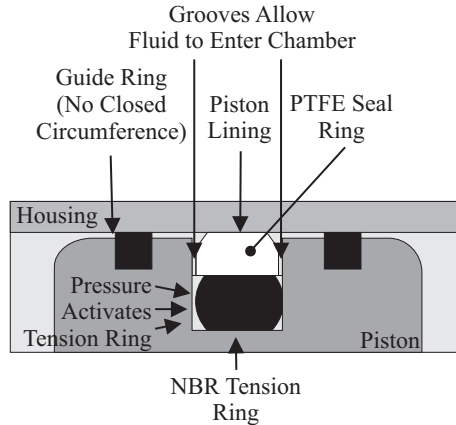 Grooves Allow
Fluid to Enter Chamber
Guide Ring
(No Closed
Circumference)
Piston
Lining
PTFE Seal
Ring
Housing
Pressure
Activates
Tension Ring
Piston
NBR Tension
Ring